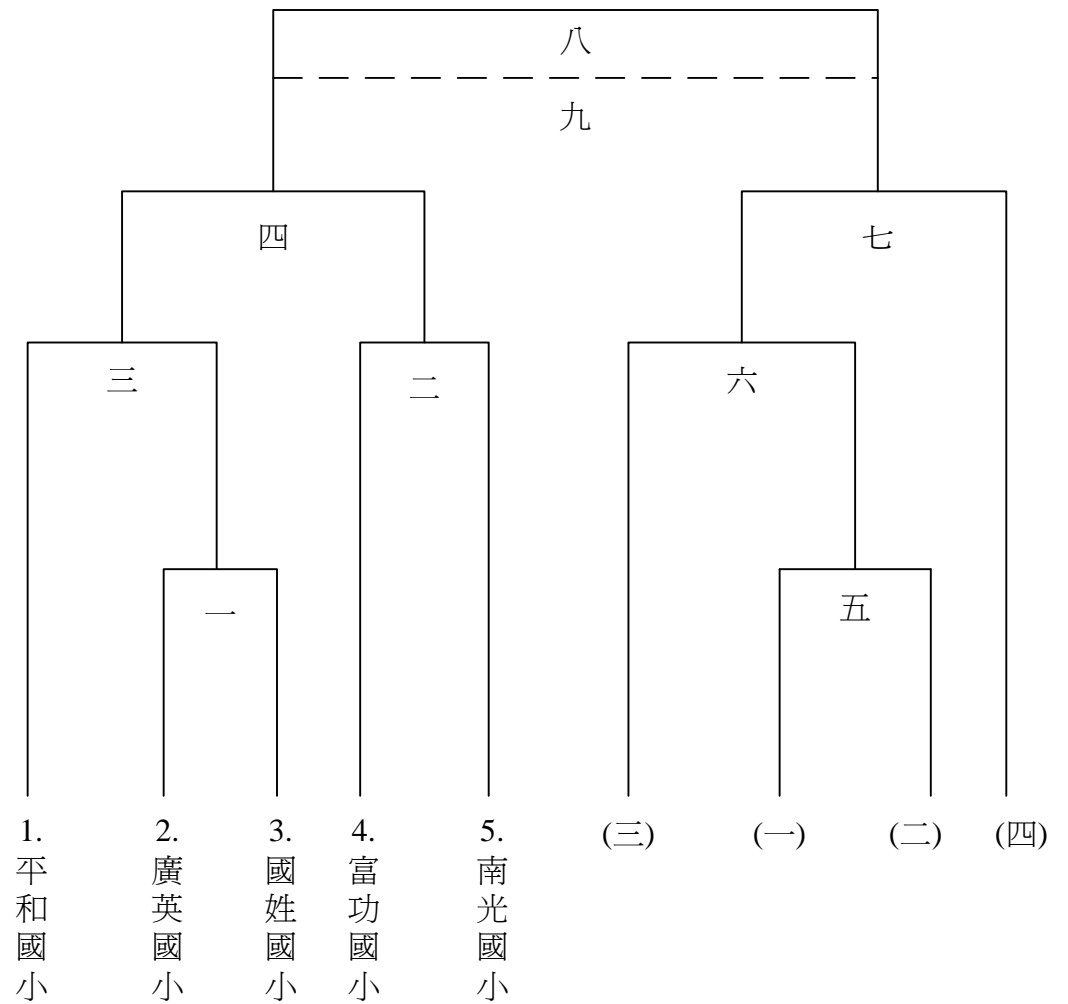 八
九
四
七
三
二
六
一
五
1.
平和國小
2.
廣英國小
3.
國姓國小
4.
富功國小
5.
南光國小
(三)
(一)
(二)
(四)